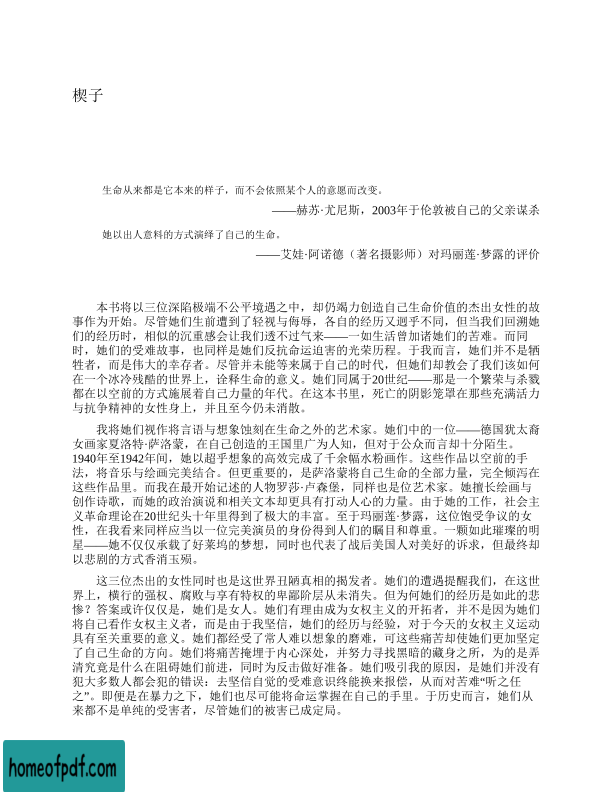 楔子
生命从来都是它本来的样子，而不会依照某个人的意愿而改变。
——赫苏·尤尼斯，2003年于伦敦被自己的父亲谋杀
她以出人意料的方式演绎了自己的生命。
——艾娃·阿诺德（著名摄影师）对玛丽莲·梦露的评价
本书将以三位深陷极端不公平境遇之中，却仍竭力创造自己生命价值的杰出女性的故
事作为开始。尽管她们生前遭到了轻视与侮辱，各自的经历又迥乎不同，但当我们回溯她
们的经历时，相似的沉重感会让我们透不过气来——一如生活曾加诸她们的苦难。而同
时，她们的受难故事，也同样是她们反抗命运迫害的光荣历程。于我而言，她们并不是牺
牲者，而是伟大的幸存者。尽管并未能等来属于自己的时代，但她们却教会了我们该如何
在一个冰冷残酷的世界上，诠释生命的意义。她们同属于20世纪——那是一个繁荣与杀戮
都在以空前的方式施展着自己力量的年代。在这本书里，死亡的阴影笼罩在那些充满活力
与抗争精神的女性身上，并且至今仍未消散。
我将她们视作将言语与想象蚀刻在生命之外的艺术家。她们中的一位——德国犹太裔
女画家夏洛特·萨洛蒙，在自己创造的王国里广为人知，但对于公众而言却十分陌生。
1940年至1942年间，她以超乎想象的高效完成了千余幅水粉画作。这些作品以空前的手
法，将音乐与绘画完美结合。但更重要的，是萨洛蒙将自己生命的全部力量，完全倾泻在
这些作品里。而我在最开始记述的人物罗莎·卢森堡，同样也是位艺术家。她擅长绘画与
创作诗歌，而她的政治演说和相关文本却更具有打动人心的力量。由于她的工作，社会主
义革命理论在20世纪头十年里得到了极大的丰富。至于玛丽莲·梦露，这位饱受争议的女
性，在我看来同样应当以一位完美演员的身份得到人们的瞩目和尊重。一颗如此璀璨的明
星——她不仅仅承载了好莱坞的梦想，同时也代表了战后美国人对美好的诉求，但最终却
以悲剧的方式香消玉殒。
这三位杰出的女性同时也是这世界丑陋真相的揭发者。她们的遭遇提醒我们，在这世
界上，横行的强权、腐败与享有特权的卑鄙阶层从未消失。但为何她们的经历是如此的悲
惨？答案或许仅仅是，她们是女人。她们有理由成为女权主义的开拓者，并不是因为她们
将自己看作女权主义者，而是由于我坚信，她们的经历与经验，对于今天的女权主义运动
具有至关重要的意义。她们都经受了常人难以想象的磨难，可这些痛苦却使她们更加坚定
了自己生命的方向。她们将痛苦掩埋于内心深处，并努力寻找黑暗的藏身之所，为的是弄
清究竟是什么在阻碍她们前进，同时为反击做好准备。她们吸引我的原因，是她们并没有
犯大多数人都会犯的错误：去坚信自觉的受难意识终能换来报偿，从而对苦难“听之任
之”。即便是在暴力之下，她们也尽可能将命运掌握在自己的手里。于历史而言，她们从
来都不是单纯的受害者，尽管她们的被害已成定局。
homeofpdf.com